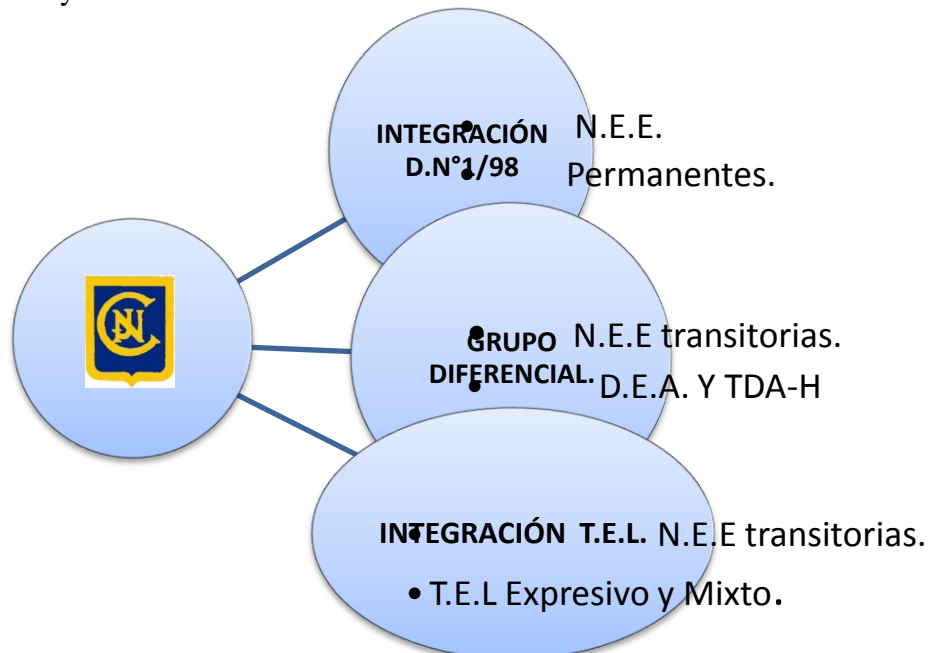 INTEGRACIÓN
D.N°1/98
• N.E.E.
• Permanentes.
GRUPO
DIFERENCIAL.
• N.E.E transitorias.
• D.E.A. Y TDA-H
INTEGRACIÓN T.E.L.
• N.E.E transitorias.
• T.E.L Expresivo y Mixto.